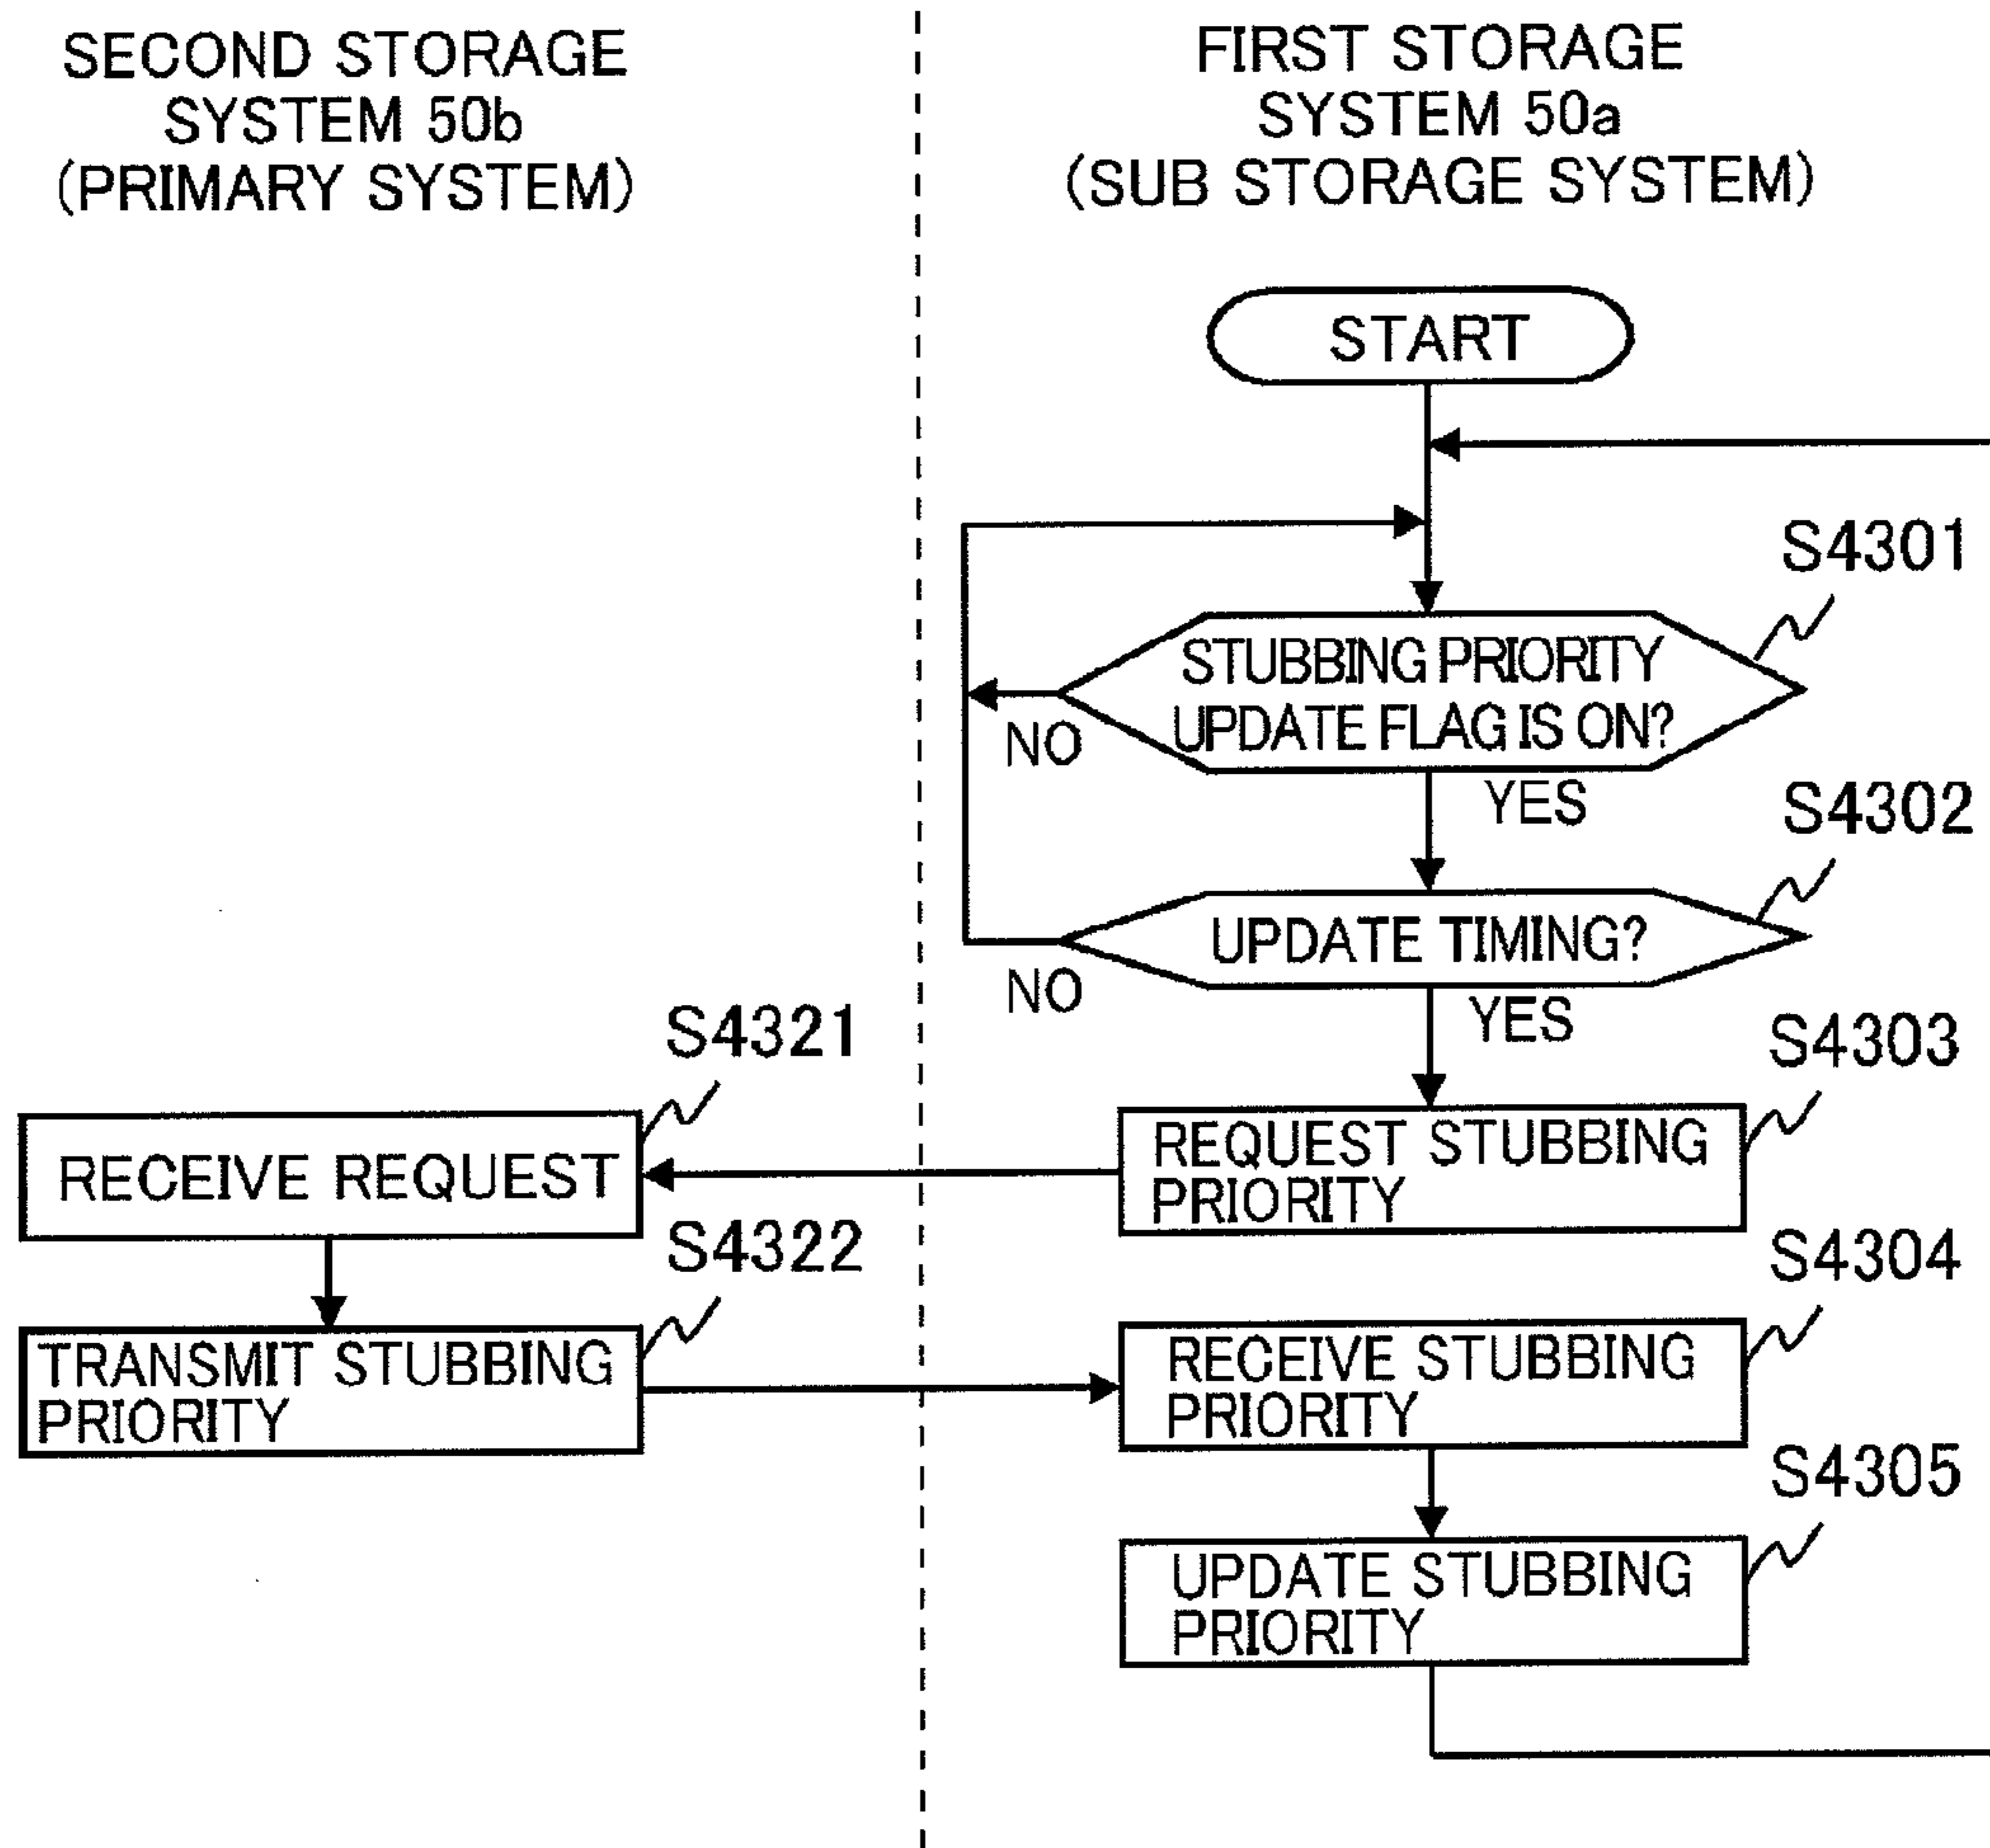 SECOND STORAGE
SYSTEM 50b
(PRIMARY SYSTEM)
FIRST STORAGE
SYSTEM 50a
(SUB STORAGE SYSTEM)
START
S4301
STUBBING PRIORITY
UPDATE FLAG IS ON?
NO
YES
S4302
UPDATE TIMING?
NO
YES
S4303
REQUEST STUBBING
PRIORITY
S4321
RECEIVE REQUEST
S4322
TRANSMIT STUBBING
PRIORITY
S4304
RECEIVE STUBBING
PRIORITY
S4305
UPDATE STUBBING
PRIORITY